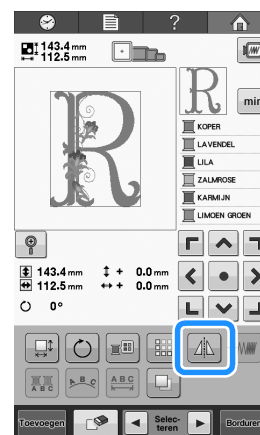 ?
143.4 mm
112.5 mm
R
R
min
KOPER
LAVENDEL
LILA
ZALMROSE
KARMIJN
LIMOEN GROEN
143.4 mm
+ 0.0 mm
112.5 mm
+ 0.0 mm
0°
A B C
A B C
Toevoegen
Selec-
teren
Borduren